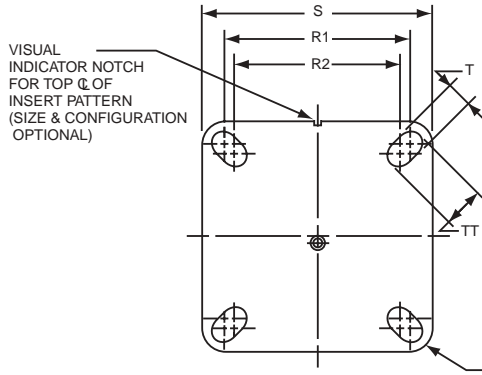 S
R1
R2
VISUAL
INDICATOR NOTCH
FOR TOP ℄ OF
INSERT PATTERN
(SIZE & CONFIGURATION
OPTIONAL)
T
TT